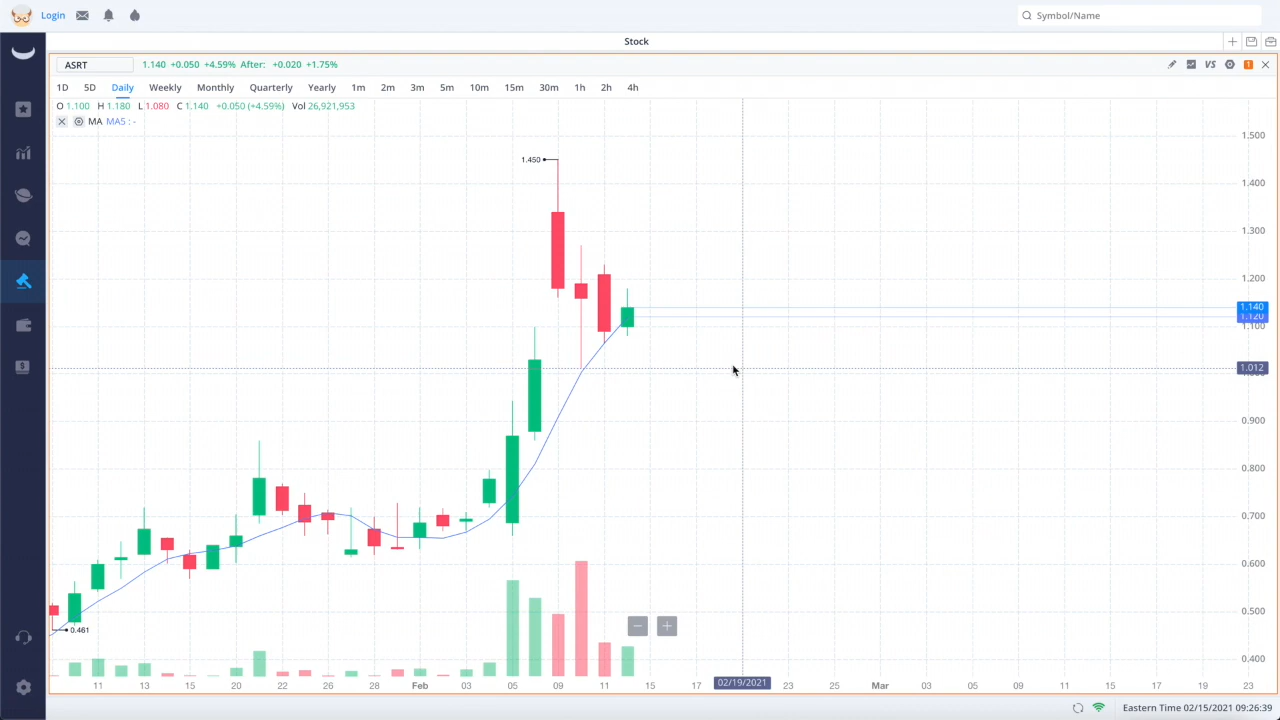 Login
Symbol/Name
Stock
ASRT 1.140 +0.050 +4.59% After: +0.020 +1.75% VS 1
1D 5D Daily Weekly Monthly Quarterly Yearly 1m 2m 3m 5m 10m 15m 30m 1h 2h 4h
O 1.100 H 1.180 L 1.080 C 1.140 +0.050 (+4.59%) Vol 26,921,953
MA MA5 : -
1.500
1.450
1.400
1.300
1.200
1.140
1.120
1.100
1.012
0.900
0.800
0.700
0.600
0.500
0.461
0.400
11 13 15 20 22 26 28 Feb 03 05 09 11 15 17 02/19/2021 23 25 Mar 03 05 09 11 15 17 19 23
Eastern Time 02/15/2021 09:26:39